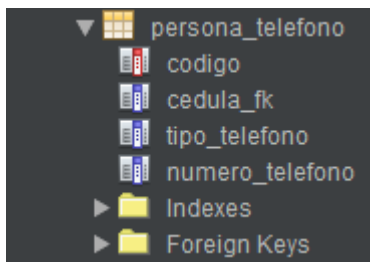 persona_telefono
codigo
cedula_fk
tipo_telefono
numero_telefono
Indexes
Foreign Keys